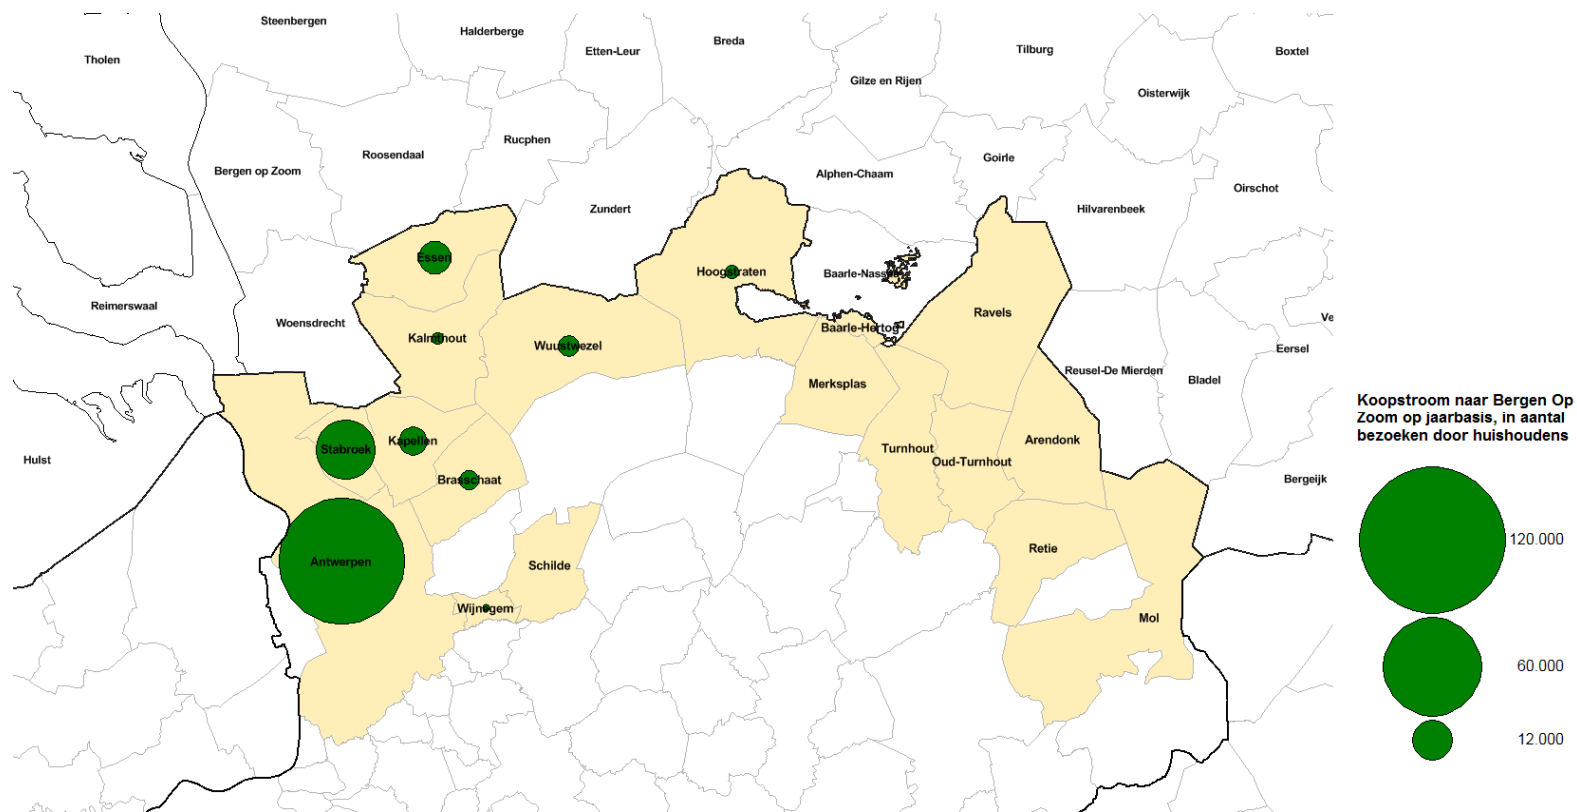 Steenbergen
Halderberge
Etten-Leur
Breda
Tilburg
Boxtel
Tholen
Gilze en Rijen
Oisterwijk
Rucphen
Roosendaal
Bergen op Zoom
Goirle
Alphen-Chaam
Oirschot
Zundert
Hilvarenbeek
Essen
Hoogstraten
Baarle-Nassau
Reimerswaal
Woensdrecht
Ravels
Ve
Baarle-Hertog
Kalmthout
Wuustwezel
Eersel
Reusel-De Mierden
Bladel
Merksplas
Koopstroom naar Bergen Op
Zoom op jaarbasis, in aantal
bezoeken door huishoudens
Kapellen
Arendonk
Stabroek
Turnhout
Oud-Turnhout
Hulst
Brasschaat
Bergeijk
120.000
Retie
Antwerpen
Schilde
Wijnegem
Mol
60.000
12.000